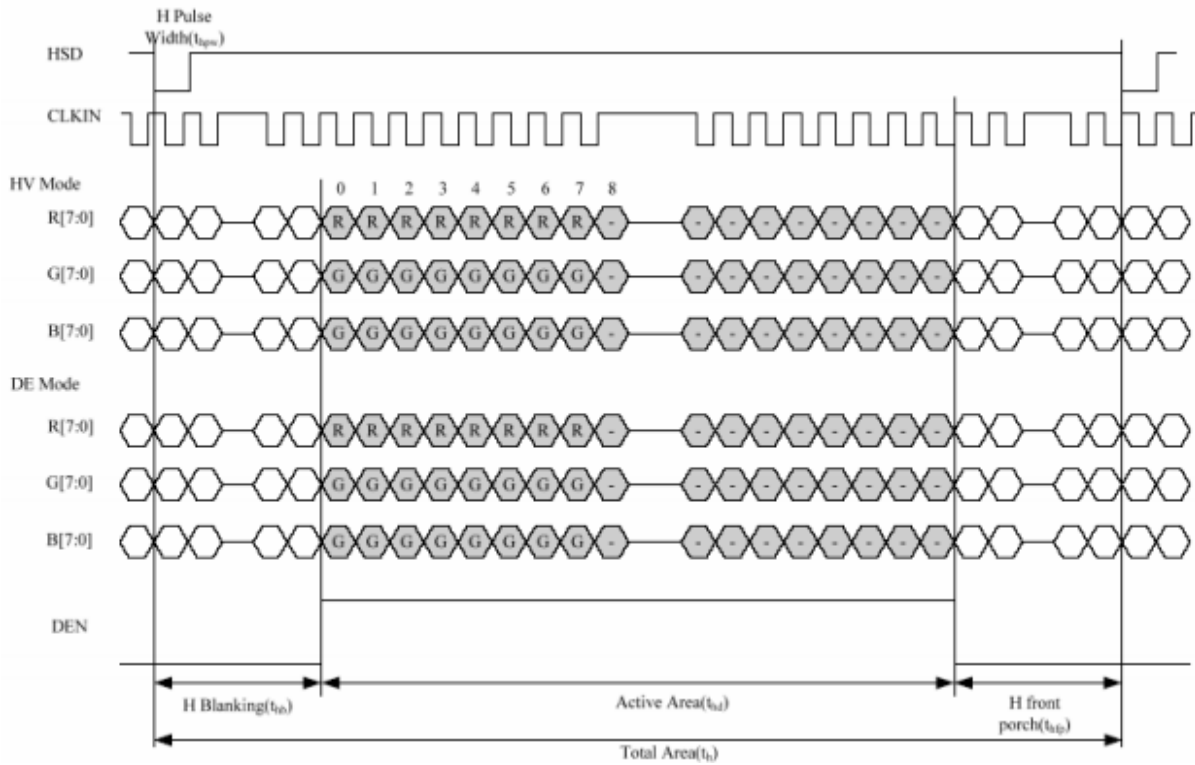 H Pulse
Width(thpw)
HSD
CLKIN
HV Mode
0 1 2 3 4 5 6 7 8
R[7:0] R R R R R R R R - - - - - - - - -
G[7:0] G G G G G G G G - - - - - - - - -
B[7:0] G G G G G G G G - - - - - - - - -
DE Mode
R[7:0] R R R R R R R R - - - - - - - - -
G[7:0] G G G G G G G G - - - - - - - - -
B[7:0] G G G G G G G G - - - - - - - - -
DEN
H Blanking(thb) Active Area(thd) H front
porch(thfp)
Total Area(th)